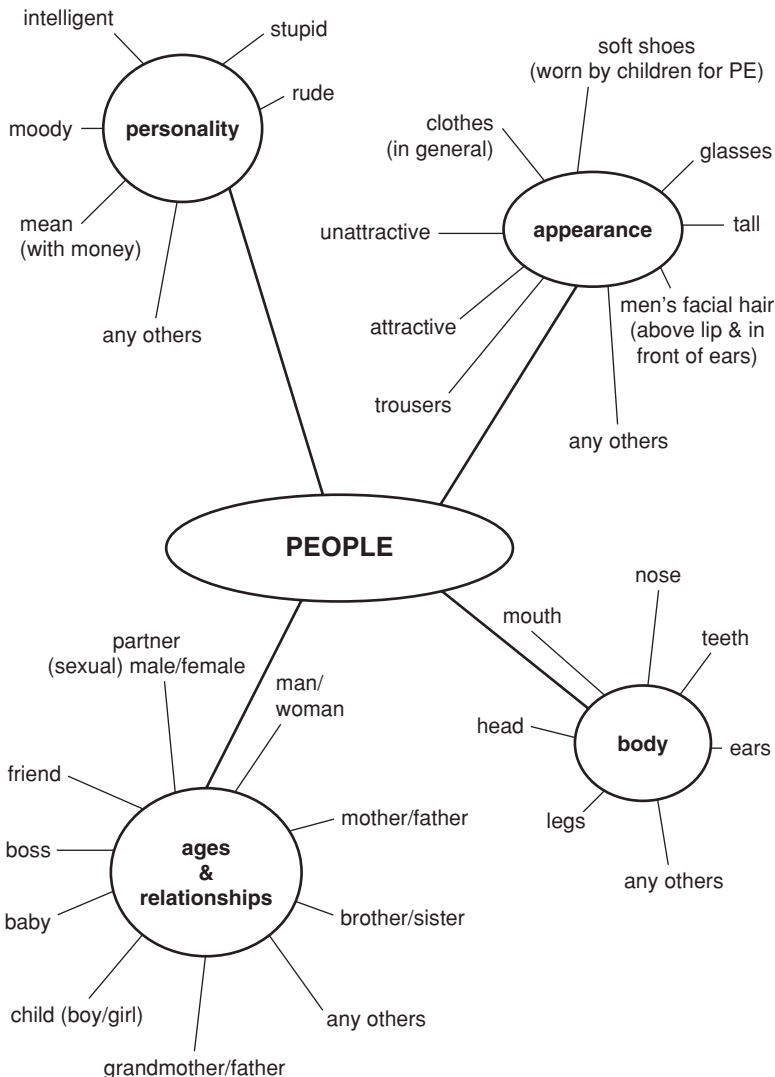 intelligent
stupid
rude
moody
personality
mean
(with money)
any others
soft shoes
(worn by children for PE)
clothes
(in general)
glasses
unattractive
appearance
tall
attractive
men’s facial hair
(above lip & in
front of ears)
trousers
any others
PEOPLE
partner
(sexual) male/female
man/
woman
friend
mother/father
boss
ages
&
relationships
baby
brother/sister
child (boy/girl)
any others
grandmother/father
nose
mouth
teeth
head
body
ears
legs
any others